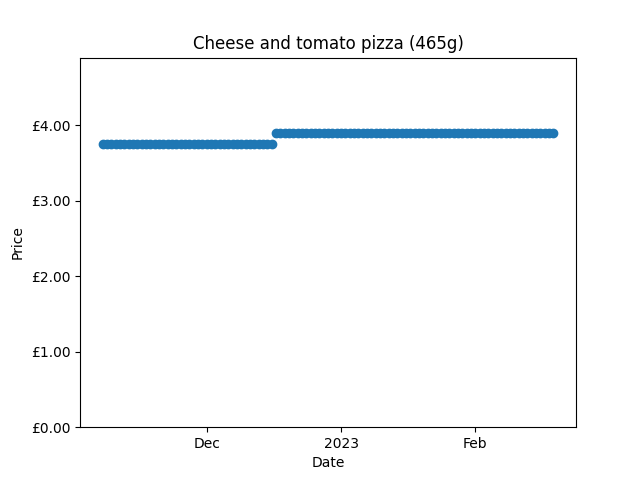 Cheese and tomato pizza (465g)
£4.00
£3.00
£2.00
£1.00
£0.00
Price
Dec
2023
Feb
Date